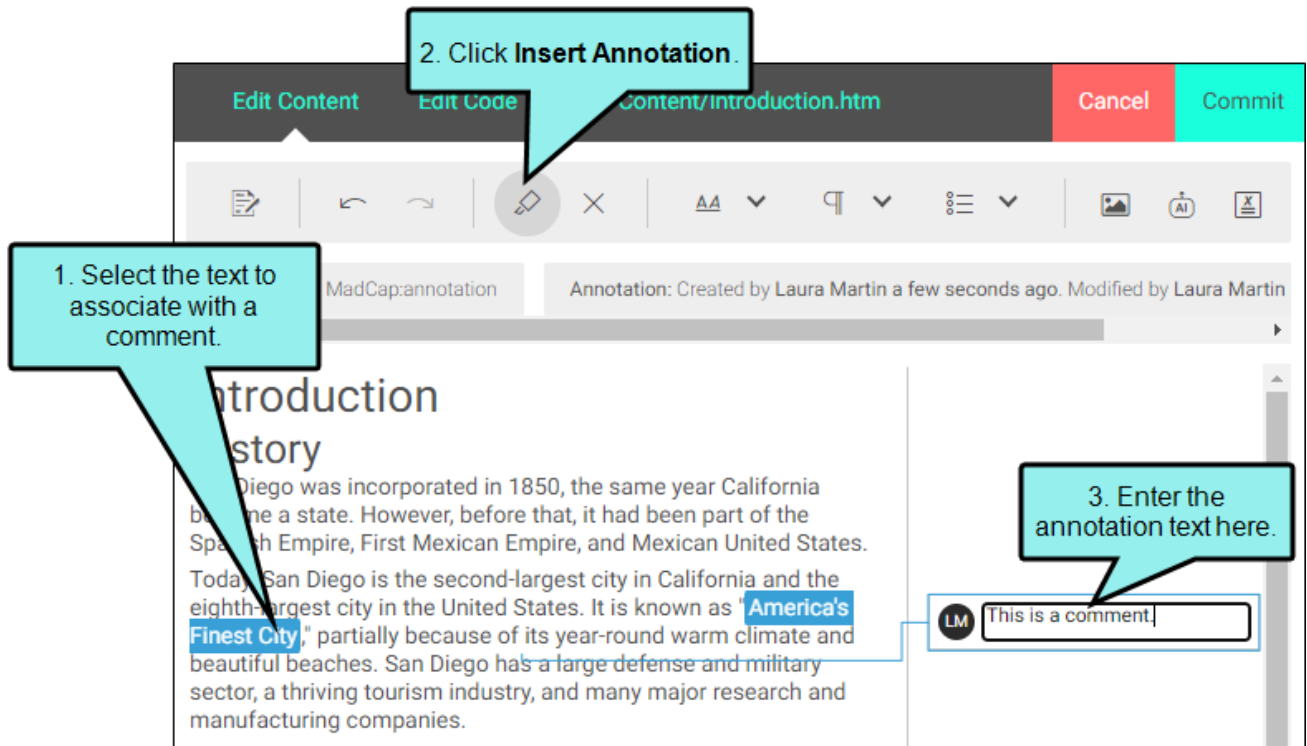 2. Click Insert Annotation.
Edit Content
Edit Code
Content/Introduction.htm
Cancel
Commit
AI
1. Select the text to
associate with a
comment.
MadCap:annotation
Annotation: Created by Laura Martin a few seconds ago. Modified by Laura Martin
ntroduction
story
Diego was incorporated in 1850, the same year California
me a state. However, before that, it had been part of the
Spanish Empire, First Mexican Empire, and Mexican United States.
Today, San Diego is the second-largest city in California and the
eighth-largest city in the United States. It is known as "America's
Finest City," partially because of its year-round warm climate and
beautiful beaches. San Diego has a large defense and military
sector, a thriving tourism industry, and many major research and
manufacturing companies.
3. Enter the
annotation text here.
LM
This is a comment.